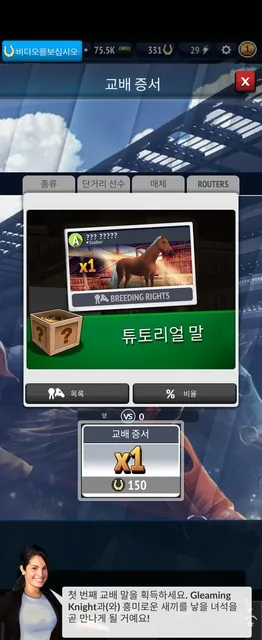 비디오를보십시오
75.5K
331
29
교배 증서
종류
단거리 선수
매체
ROUTERS
A
??? ?????
•Stalker
x1
BREEDING RIGHTS
? ?
튜토리얼 말
목록
% 비율
말 VS 0
교배 증서
x1
150
첫 번째 교배 말을 획득하세요. Gleaming
Knight과(와) 흥미로운 새끼를 낳을 녀석을
곧 만나게 될 거예요!